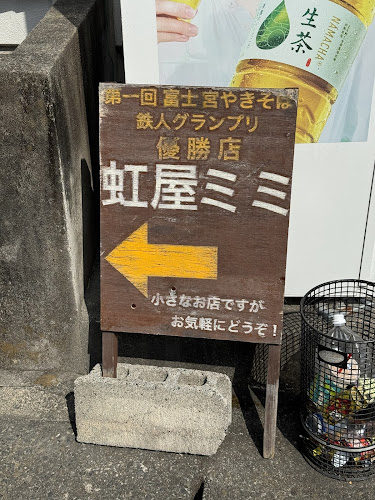 生茶
NAMACHA
第一回富士宮やきそば
鉄人グランプリ
優勝店
虹屋ミミ
小さなお店ですが
お気軽にどうぞ!